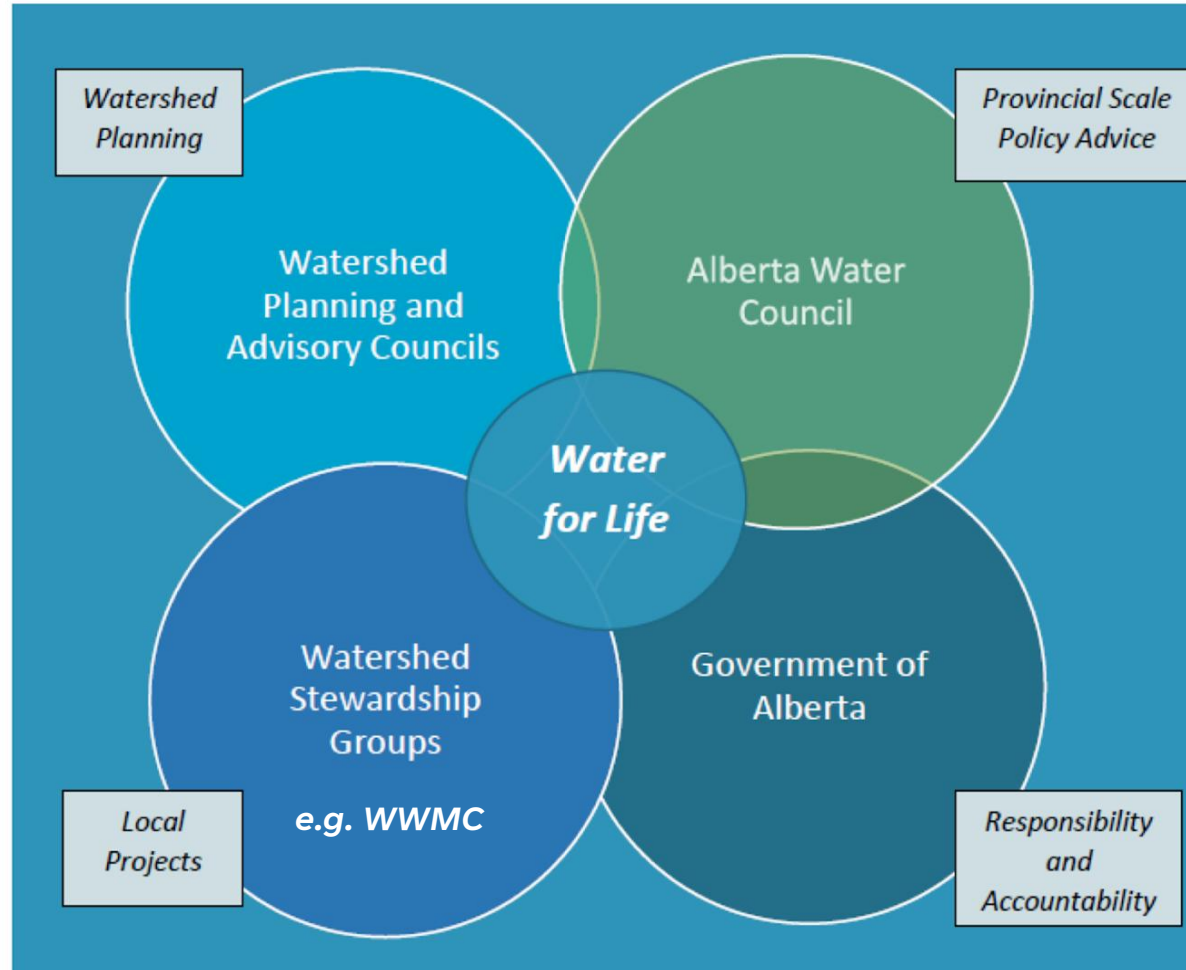 Watershed
Planning
Provincial Scale
Policy Advice
Watershed
Planning and
Advisory Councils
Alberta Water
Council
Water
for Life
Watershed
Stewardship
Groups
e.g. WWMC
Government of
Alberta
Local
Projects
Responsibility
and
Accountability